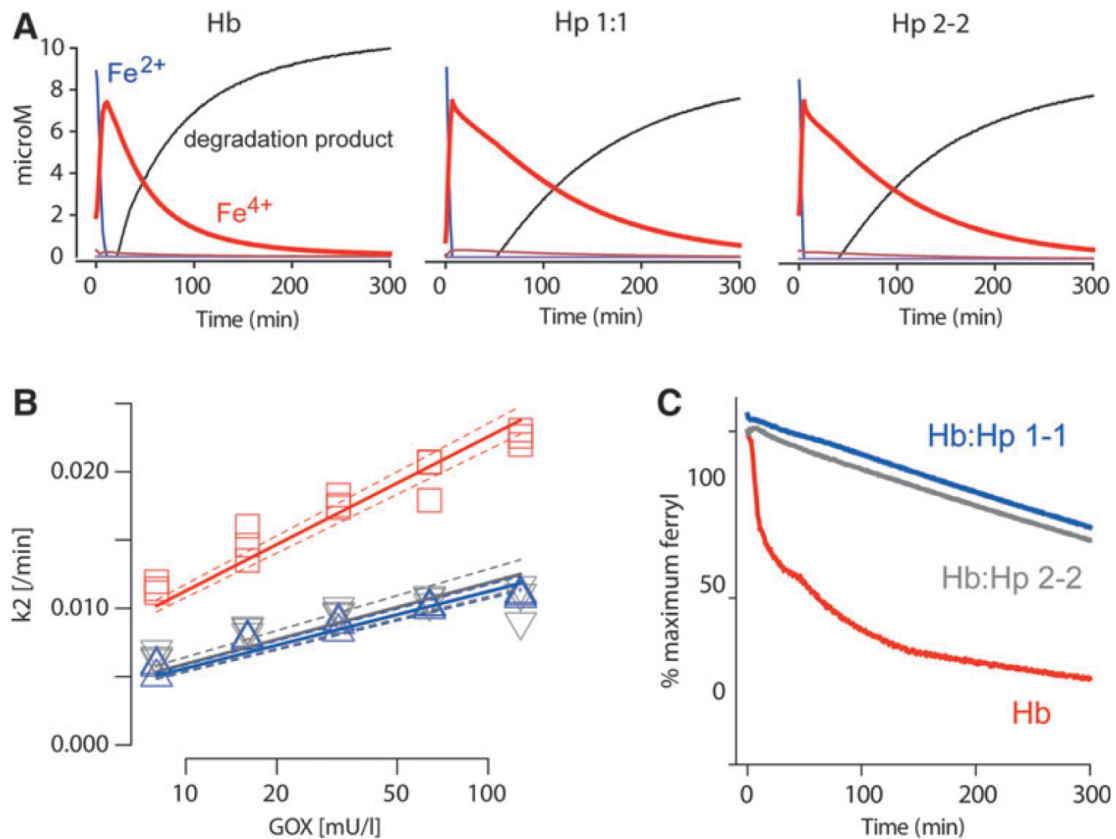 A
Hb
Hp 1:1
Hp 2-2
microM
10
8
6
4
2
0
Fe2+
degradation product
Fe4+
0 100 200 300
0 100 200 300
0 100 200 300
Time (min)
Time (min)
Time (min)
B
k2 [/min]
0.020
0.010
0.000
10 20 50 100
GOX [mU/l]
C
% maximum ferryl
100
50
0
Hb:Hp 1-1
Hb:Hp 2-2
Hb
0 100 200 300
Time (min)